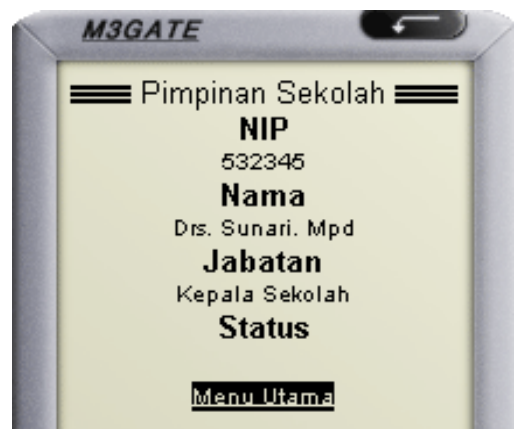 M3GATE
Pimpinan Sekolah
NIP
532345
Nama
Drs. Sunari. Mpd
Jabatan
Kepala Sekolah
Status
Menu Utama